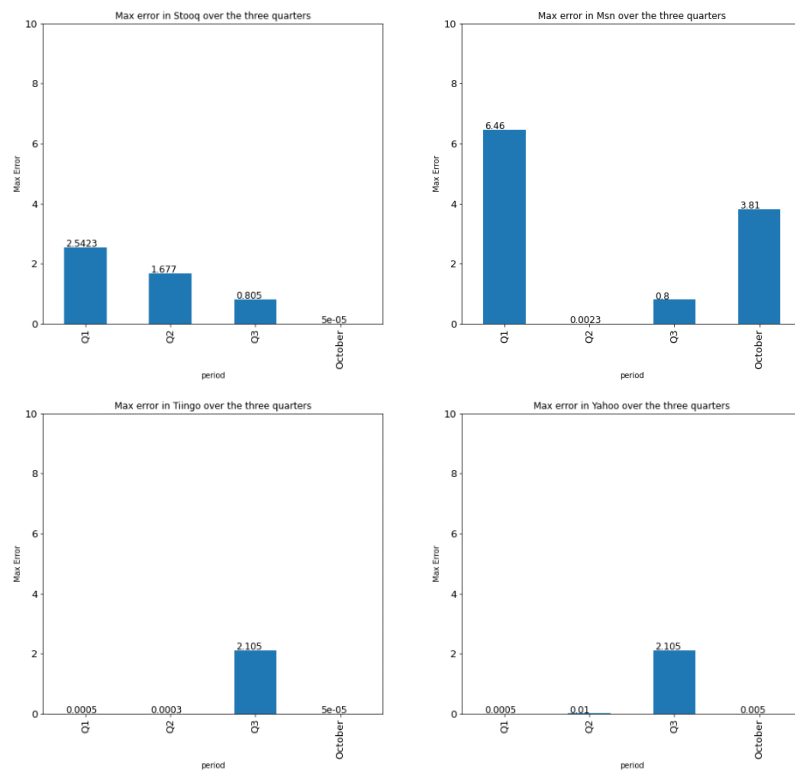 Max error in Stooq over the three quarters
10
8
6
4
2
0
Max Error
2.5423
1.677
0.805
5e-05
Q1
Q2
Q3
October
period
Max error in Msn over the three quarters
10
8
6
4
2
0
Max Error
6.46
0.0023
0.8
3.81
Q1
Q2
Q3
October
period
Max error in Tiingo over the three quarters
10
8
6
4
2
0
Max Error
0.0005
0.0003
2.105
5e-05
Q1
Q2
Q3
October
period
Max error in Yahoo over the three quarters
10
8
6
4
2
0
Max Error
0.0005
0.01
2.105
0.005
Q1
Q2
Q3
October
period